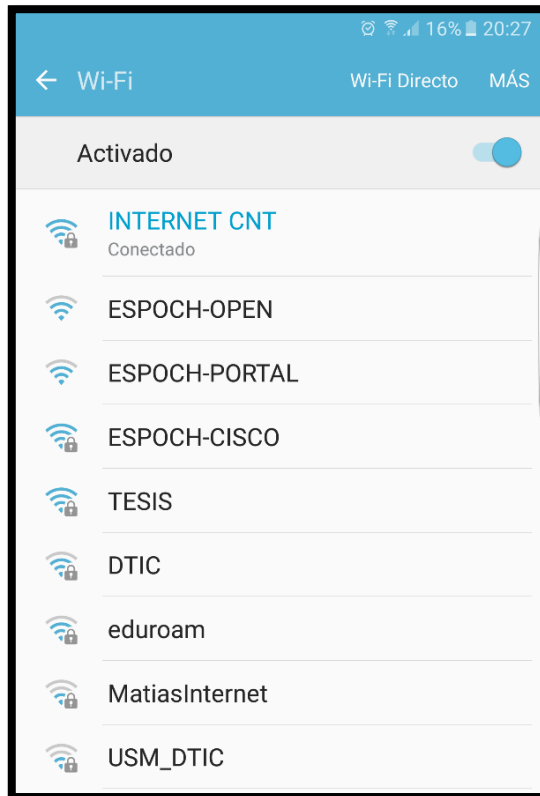 16% 20:27
Wi-Fi Wi-Fi Directo MÁS
Activado
INTERNET CNT
Conectado
ESPOCH-OPEN
ESPOCH-PORTAL
ESPOCH-CISCO
TESIS
DTIC
eduroam
MatiasInternet
USM_DTIC